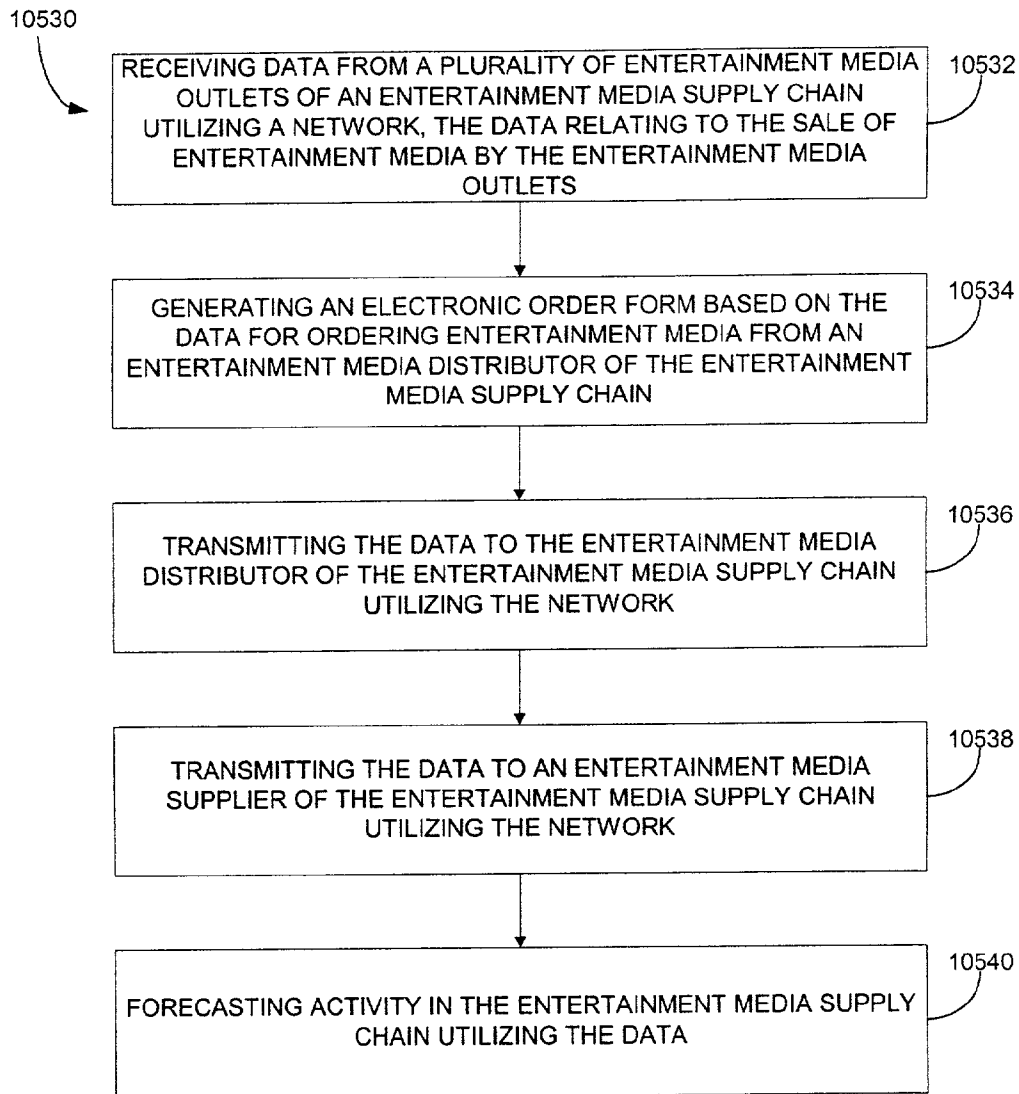 10530
RECEIVING DATA FROM A PLURALITY OF ENTERTAINMENT MEDIA
OUTLETS OF AN ENTERTAINMENT MEDIA SUPPLY CHAIN
UTILIZING A NETWORK, THE DATA RELATING TO THE SALE OF
ENTERTAINMENT MEDIA BY THE ENTERTAINMENT MEDIA
OUTLETS
10532
GENERATING AN ELECTRONIC ORDER FORM BASED ON THE
DATA FOR ORDERING ENTERTAINMENT MEDIA FROM AN
ENTERTAINMENT MEDIA DISTRIBUTOR OF THE ENTERTAINMENT
MEDIA SUPPLY CHAIN
10534
TRANSMITTING THE DATA TO THE ENTERTAINMENT MEDIA
DISTRIBUTOR OF THE ENTERTAINMENT MEDIA SUPPLY CHAIN
UTILIZING THE NETWORK
10536
TRANSMITTING THE DATA TO AN ENTERTAINMENT MEDIA
SUPPLIER OF THE ENTERTAINMENT MEDIA SUPPLY CHAIN
UTILIZING THE NETWORK
10538
FORECASTING ACTIVITY IN THE ENTERTAINMENT MEDIA SUPPLY
CHAIN UTILIZING THE DATA
10540